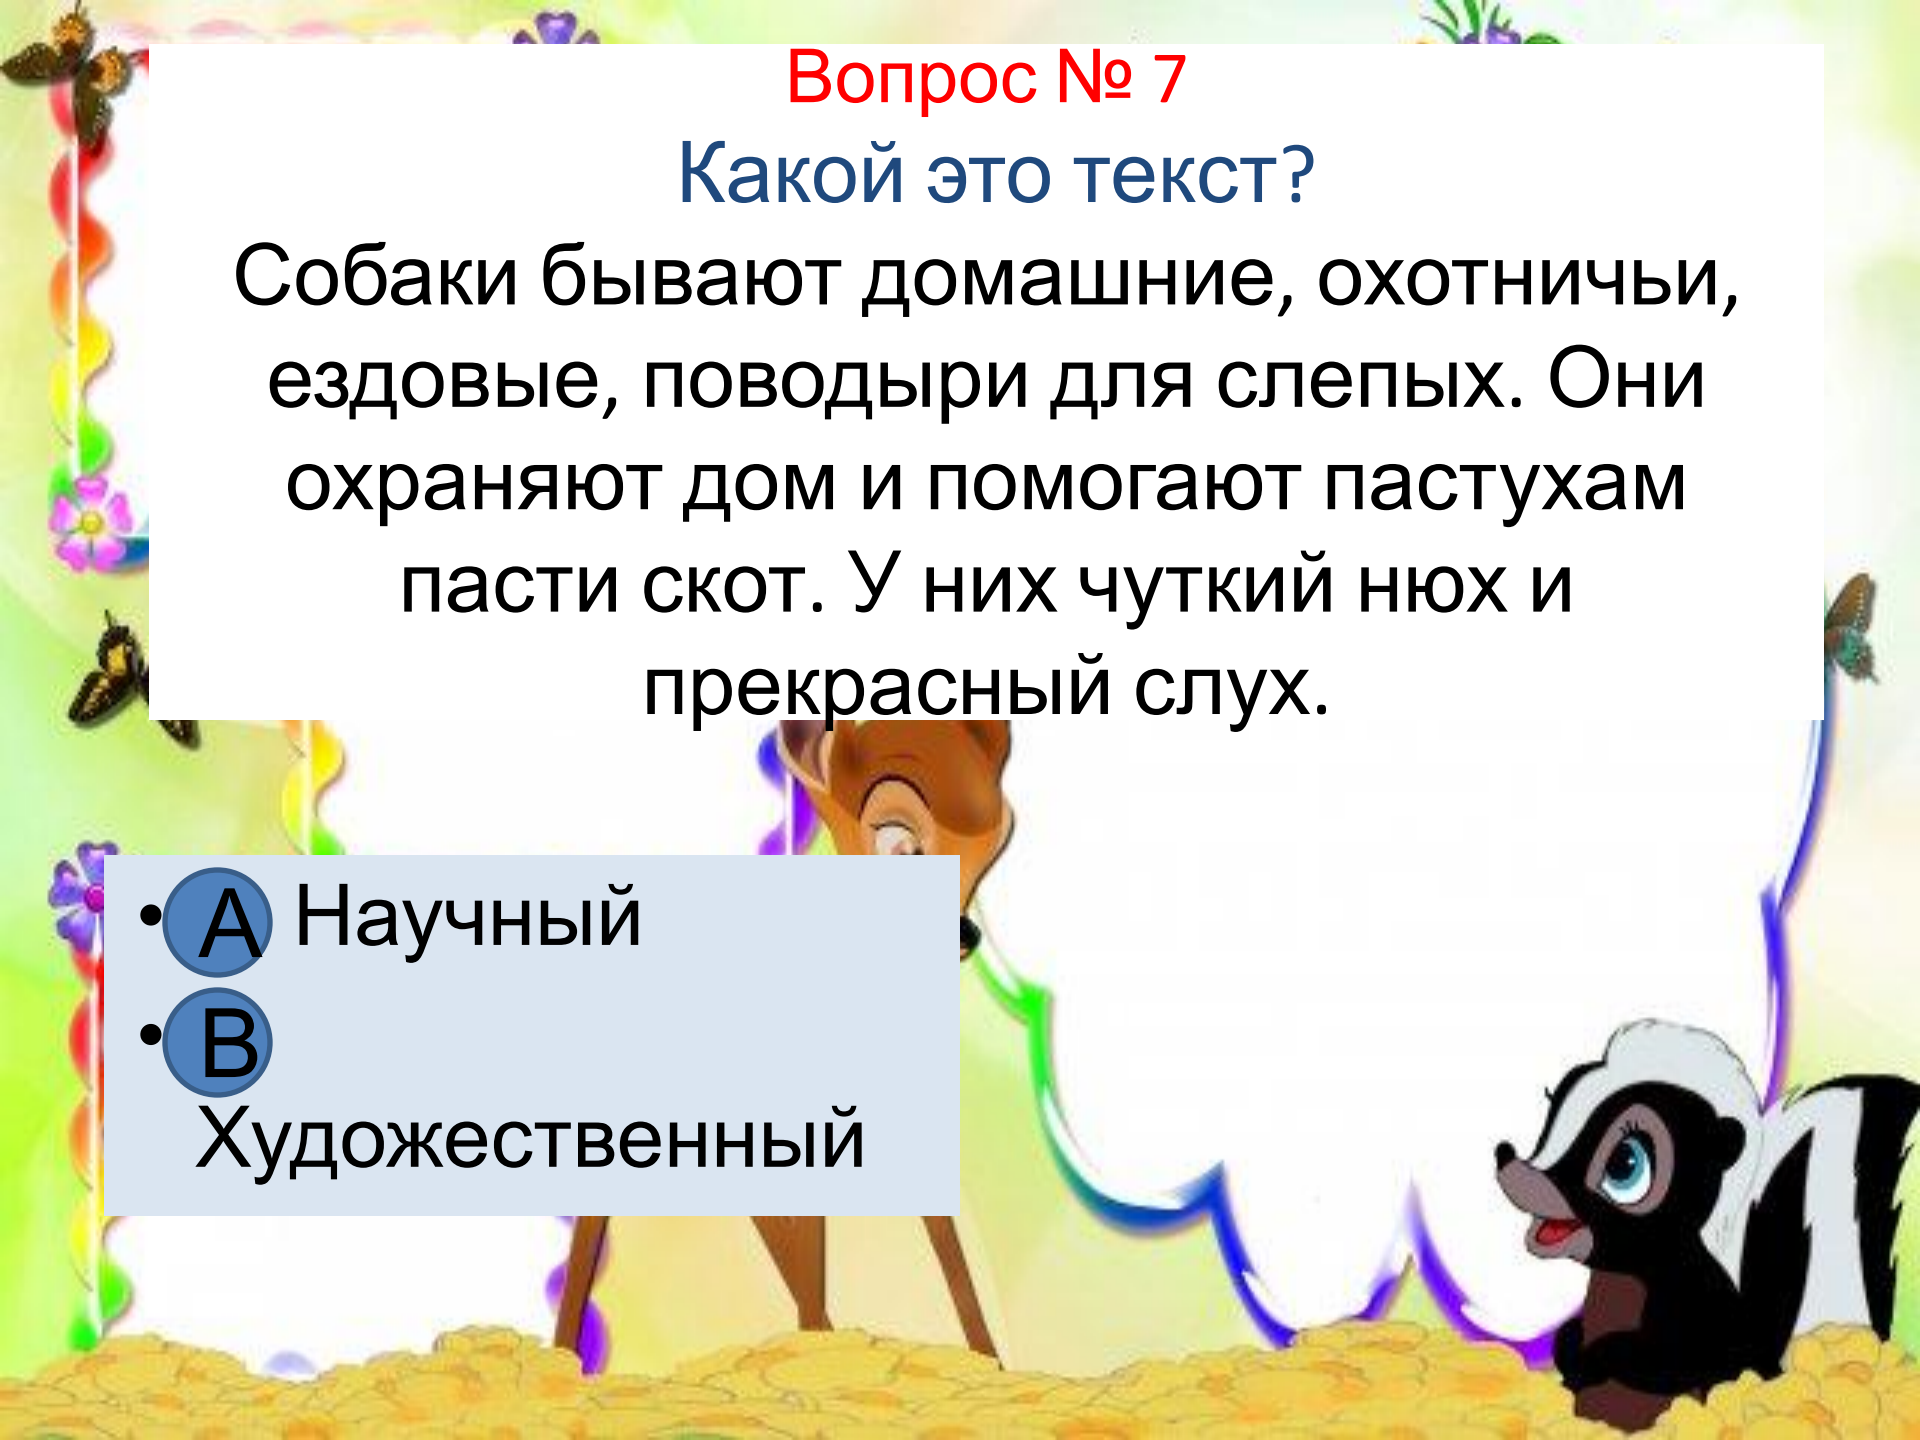 Вопрос № 7
Какой это текст?
Собаки бывают домашние, охотничьи,
ездовые, поводыри для слепых. Они
охраняют дом и помогают пастухам
пасти скот. У них чуткий нюх и
прекрасный слух.
• А Научный
• В
Художественный